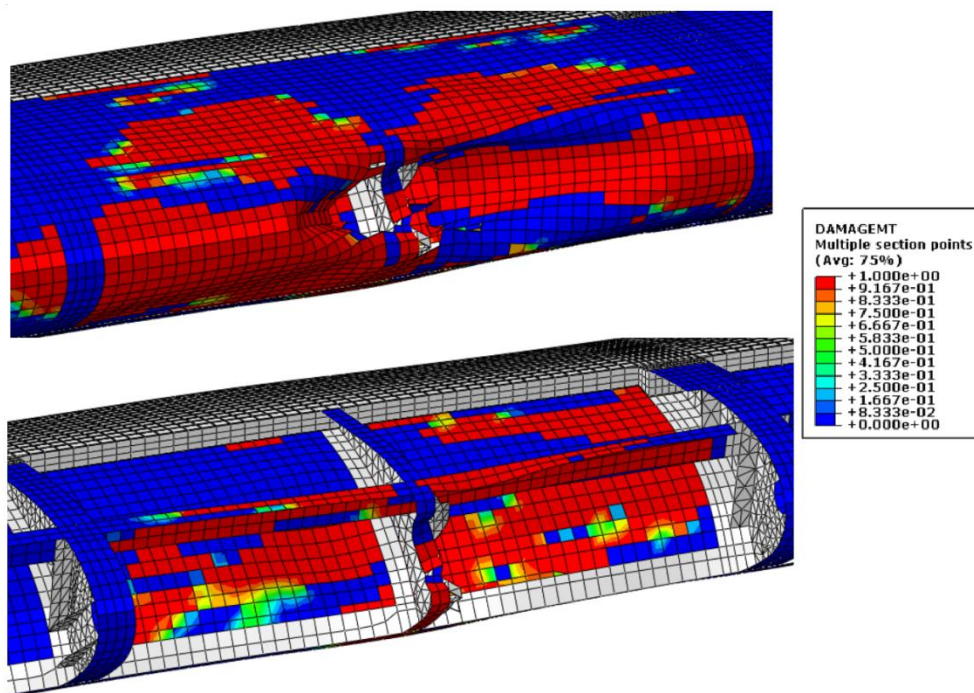 DAMAGEMT
Multiple section points
(Avg: 75%)
+1.000e+00
+9.167e-01
+8.333e-01
+7.500e-01
+6.667e-01
+5.833e-01
+5.000e-01
+4.167e-01
+3.333e-01
+2.500e-01
+1.667e-01
+8.333e-02
+0.000e+00